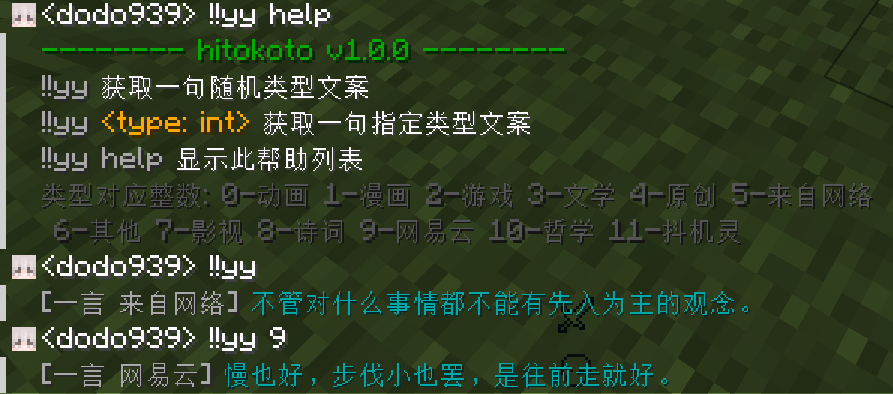 <dodo939> !!yy help
-------- hitokoto v1.0.0 --------
!!yy 获取一句随机类型文案
!!yy <type: int> 获取一句指定类型文案
!!yy help 显示此帮助列表
类型对应整数: 0-动画 1-漫画 2-游戏 3-文学 4-原创 5-来自网络
6-其他 7-影视 8-诗词 9-网易云 10-哲学 11-抖机灵
<dodo939> !!yy
[一言 来自网络] 不管对什么事情都不能有先入为主的观念。
<dodo939> !!yy 9
[一言 网易云] 慢也好，步伐小也罢，是往前走就好。